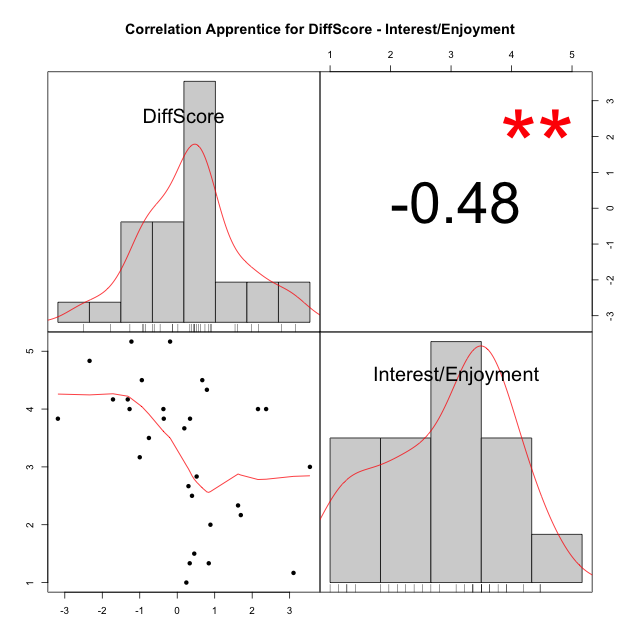 Correlation Apprentice for DiffScore - Interest/Enjoyment
1 2 3 4 5
DiffScore
**
-0.48
3
2
1
0
-1
-2
-3
Interest/Enjoyment
5
4
3
2
1
-3 -2 -1 0 1 2 3